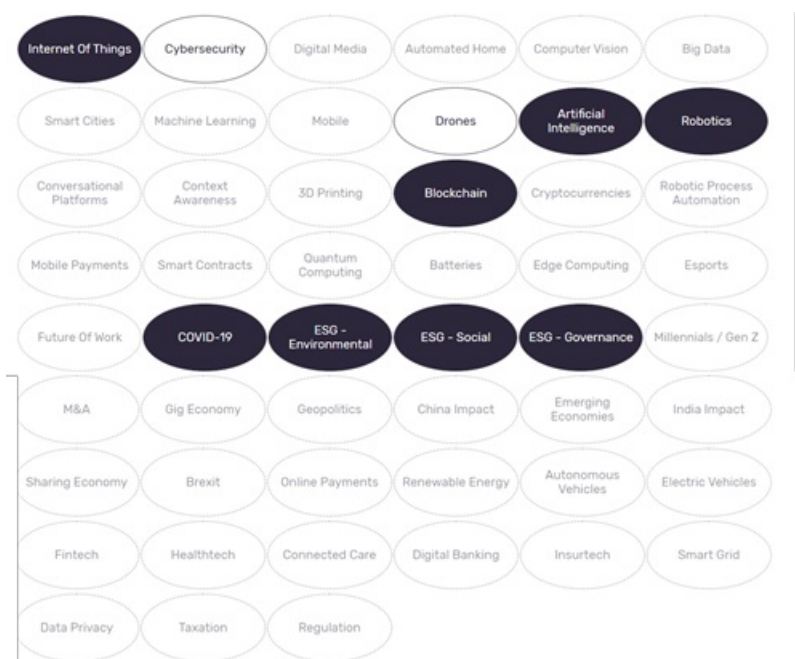 Internet Of Things
Cybersecurity
Digital Media
Automated Home
Computer Vision
Big Data
Smart Cities
Machine Learning
Mobile
Drones
Artificial
Intelligence
Robotics
Conversational
Platforms
Context
Awareness
3D Printing
Blockchain
Cryptocurrencies
Robotic Process
Automation
Mobile Payments
Smart Contracts
Quantum
Computing
Batteries
Edge Computing
Esports
Future Of Work
COVID-19
ESG -
Environmental
ESG - Social
ESG - Governance
Millennials / Gen Z
M&A
Gig Economy
Geopolitics
China Impact
Emerging
Economies
India Impact
Sharing Economy
Brexit
Online Payments
Renewable Energy
Autonomous
Vehicles
Electric Vehicles
Fintech
Healthtech
Connected Care
Digital Banking
Insurtech
Smart Grid
Data Privacy
Taxation
Regulation